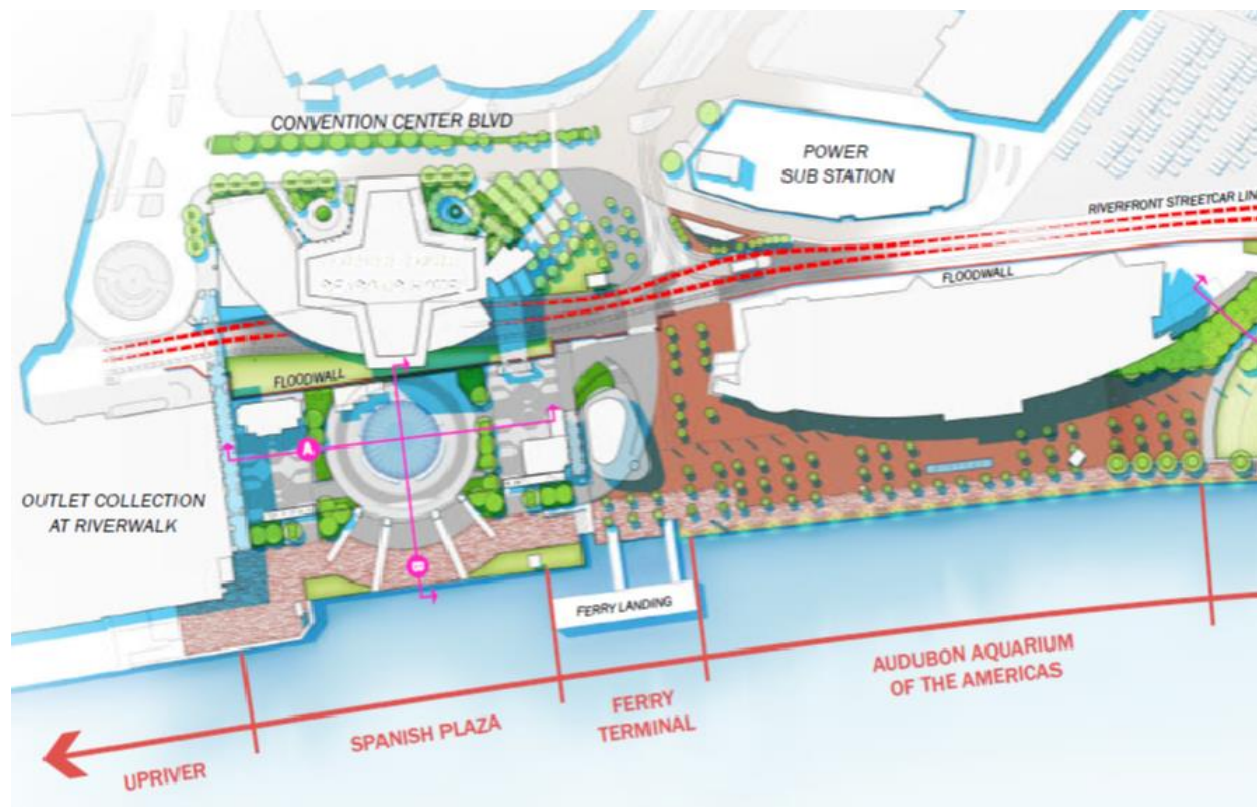 CONVENTION CENTER BLVD
POWER
SUB STATION
RIVERFRONT STREETCAR LIN
FLOODWALL
FLOODWALL
A
OUTLET COLLECTION
AT RIVERWALK
FERRY LANDING
AUDUBON AQUARIUM
OF THE AMERICAS
FERRY
TERMINAL
SPANISH PLAZA
UPRIVER